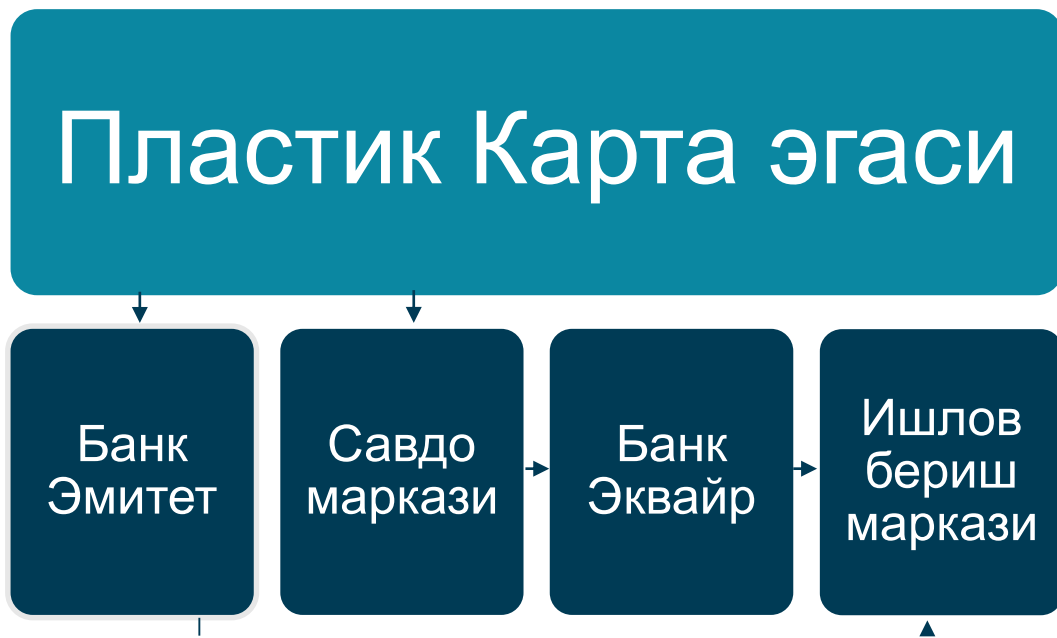 Пластик Карта эгаси
Банк
Эмитет
Савдо
маркази
Банк
Эквайр
Ишлов
бериш
маркази